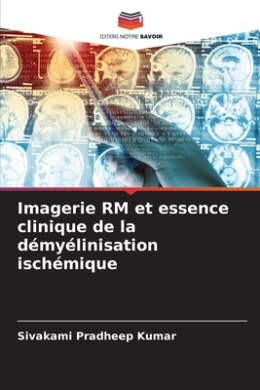 EDITIONS NOTRE SAVOIR
Imagerie RM et essence
clinique de la
démyélinisation
ischémique
Sivakami Pradheep Kumar